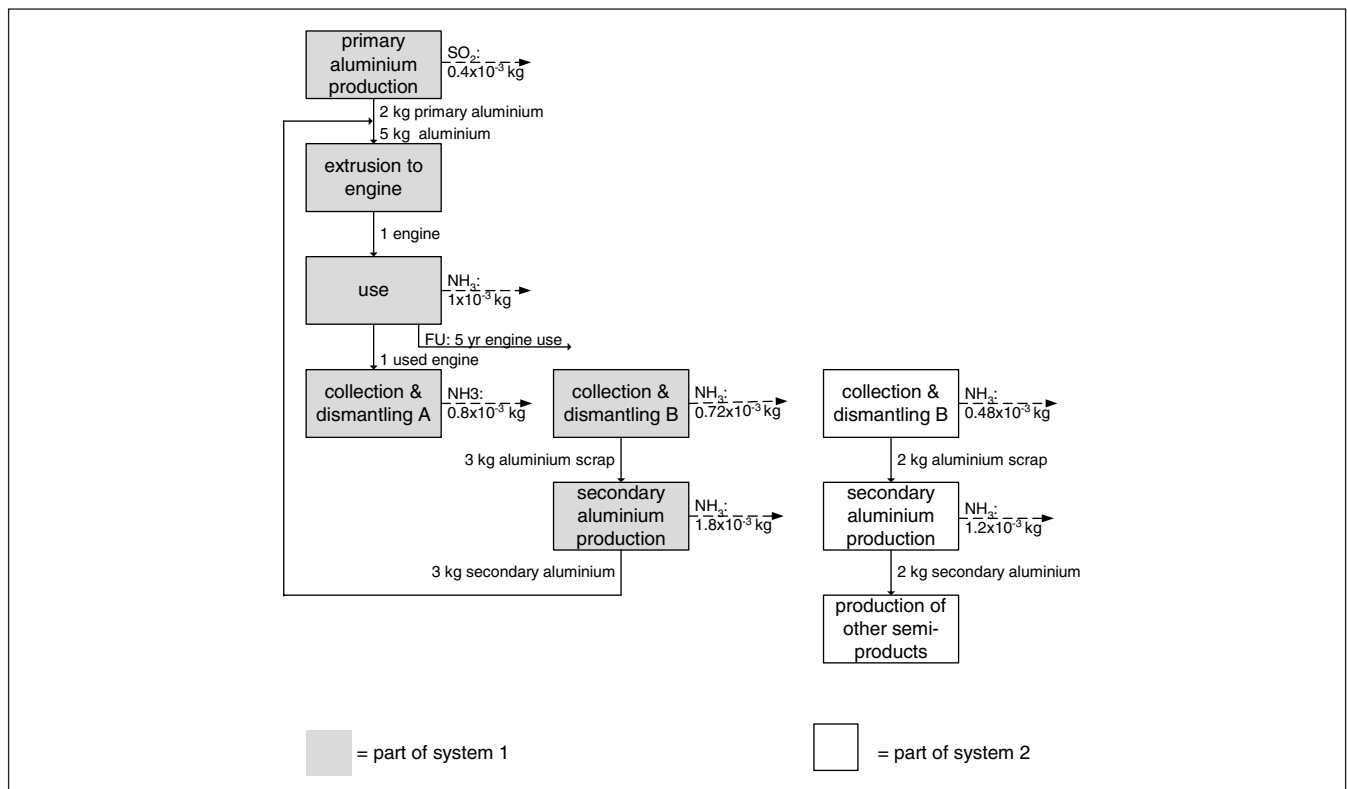 primary
aluminium
production
SO₂:
0.4x10⁻³ kg
2 kg primary aluminium
5 kg aluminium
extrusion to
engine
1 engine
use
NH₃:
1x10⁻³ kg
FU: 5 yr engine use
1 used engine
collection &
dismantling A
NH3:
0.8x10⁻³ kg
collection &
dismantling B
NH₃:
0.72x10⁻³ kg
collection &
dismantling B
NH₃:
0.48x10⁻³ kg
3 kg aluminium scrap
2 kg aluminium scrap
secondary
aluminium
production
NH₃:
1.8x10⁻³ kg
secondary
aluminium
production
NH₃:
1.2x10⁻³ kg
3 kg secondary aluminium
2 kg secondary aluminium
production of
other semi-
products
= part of system 1
= part of system 2